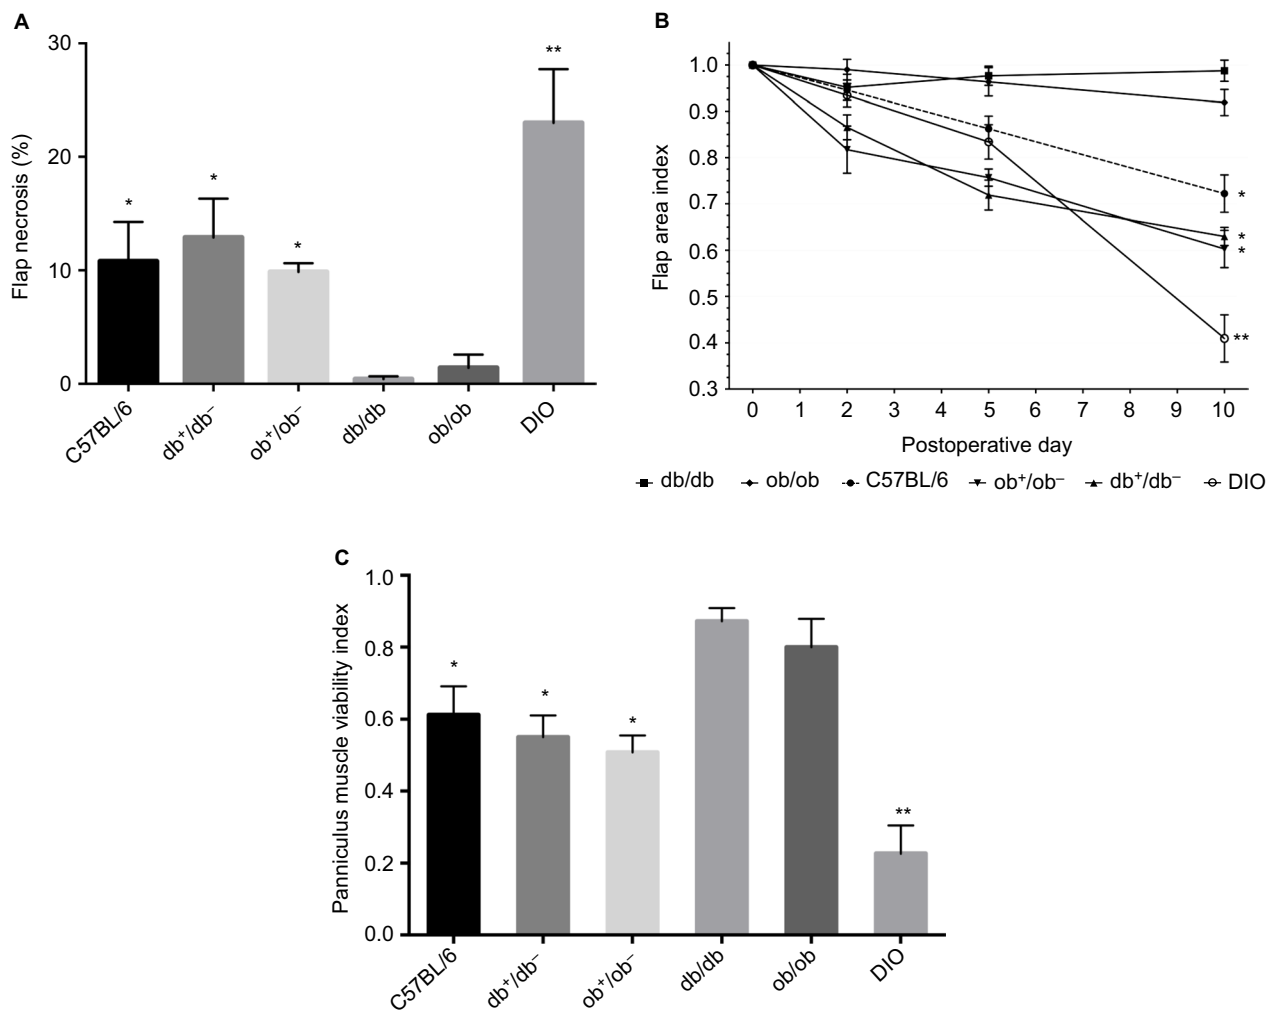 A
30
20
10
0
Flap necrosis (%)
*
*
*
**
C57BL/6
db⁺/db⁻
ob⁺/ob⁻
db/db
ob/ob
DIO
B
1.0
0.9
0.8
0.7
0.6
0.5
0.4
0.3
Flap area index
*
*
*
**
0 1 2 3 4 5 6 7 8 9 10
Postoperative day
db/db ob/ob C57BL/6 ob⁺/ob⁻ db⁺/db⁻ DIO
C
1.0
0.8
0.6
0.4
0.2
0.0
Panniculus muscle viability index
*
*
*
**
C57BL/6
db⁺/db⁻
ob⁺/ob⁻
db/db
ob/ob
DIO